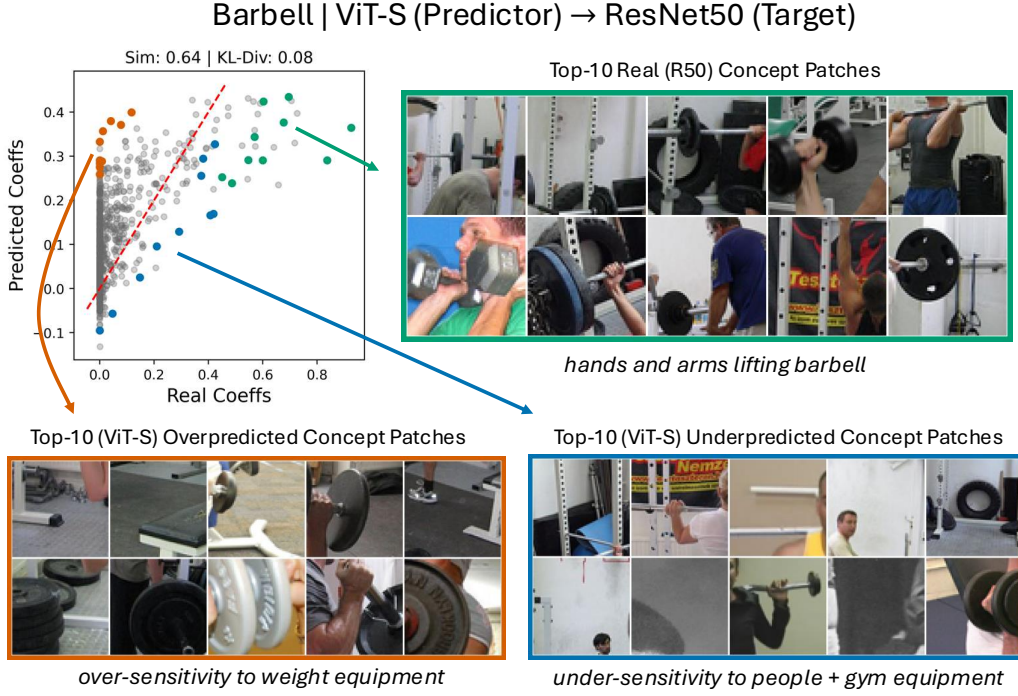 Barbell | ViT-S (Predictor) → ResNet50 (Target)
Sim: 0.64 | KL-Div: 0.08
Predicted Coeffs
0.4
0.3
0.2
0.1
0.0
-0.1
0.0
0.2
0.4
0.6
0.8
Real Coeffs
Top-10 Real (R50) Concept Patches
hands and arms lifting barbell
Top-10 (ViT-S) Overpredicted Concept Patches
over-sensitivity to weight equipment
Top-10 (ViT-S) Underpredicted Concept Patches
Nemze
under-sensitivity to people + gym equipment